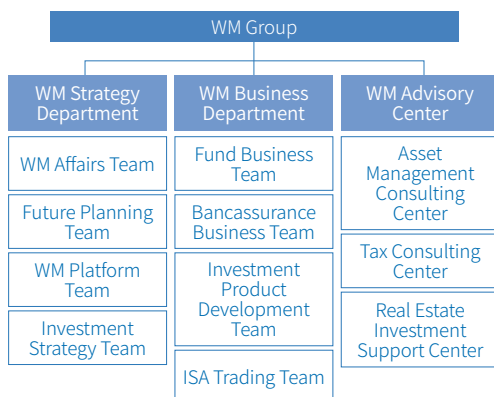 WM Group
WM Strategy
Department
WM Affairs Team
Future Planning
Team
WM Platform
Team
Investment
Strategy Team
WM Business
Department
Fund Business
Team
Bancassurance
Business Team
Investment
Product
Development
Team
ISA Trading Team
WM Advisory
Center
Asset
Management
Consulting
Center
Tax Consulting
Center
Real Estate
Investment
Support Center